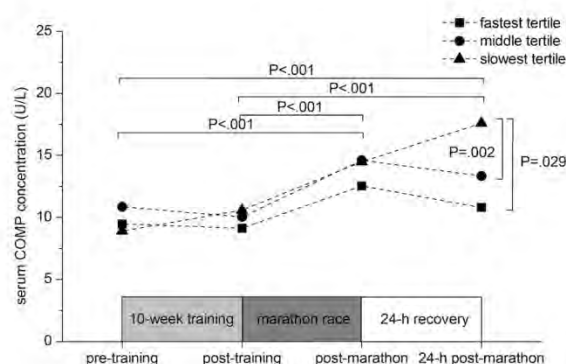 25
20
15
10
5
0
serum COMP concentration (U/L)
fastest tertile
middle tertile
slowest tertile
P<.001
P<.001
P<.001
P<.001
P=.002
P=.029
10-week training
marathon race
24-h recovery
pre-training
post-training
post-marathon
24-h post-marathon